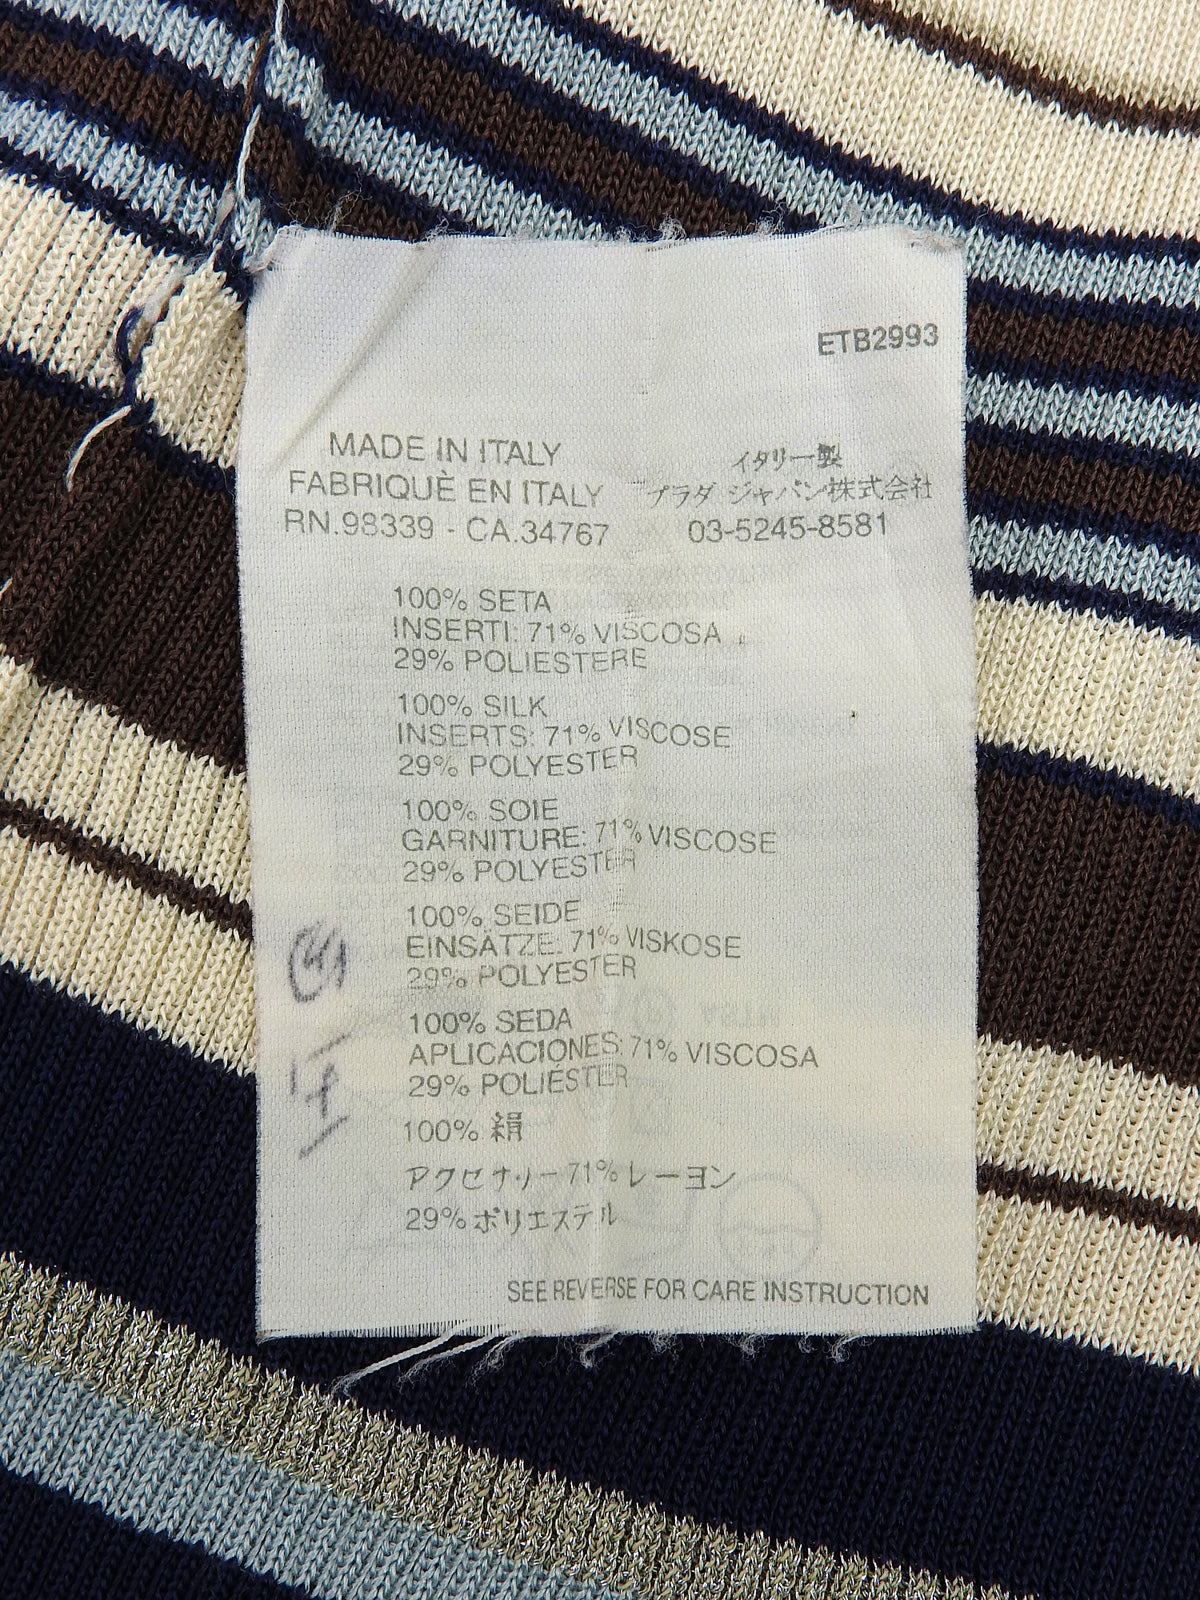 ETB2993
MADE IN ITALY
FABRIQUÈ EN ITALY
RN.98339 - CA.34767
イタリー製
プラダ ジャパン株式会社
03-5245-8581
100% SETA
INSERTI: 71% VISCOSA
29% POLIESTERE
100% SILK
INSERTS: 71% VISCOSE
29% POLYESTER
100% SOIE
GARNITURE: 71% VISCOSE
29% POLYESTER
100% SEIDE
EINSÄTZE: 71% VISKOSE
29% POLYESTER
100% SEDA
APLICACIONES: 71% VISCOSA
29% POLIÉSTER
100% 絹
アクセサリー 71% レーヨン
29% ポリエステル
SEE REVERSE FOR CARE INSTRUCTION